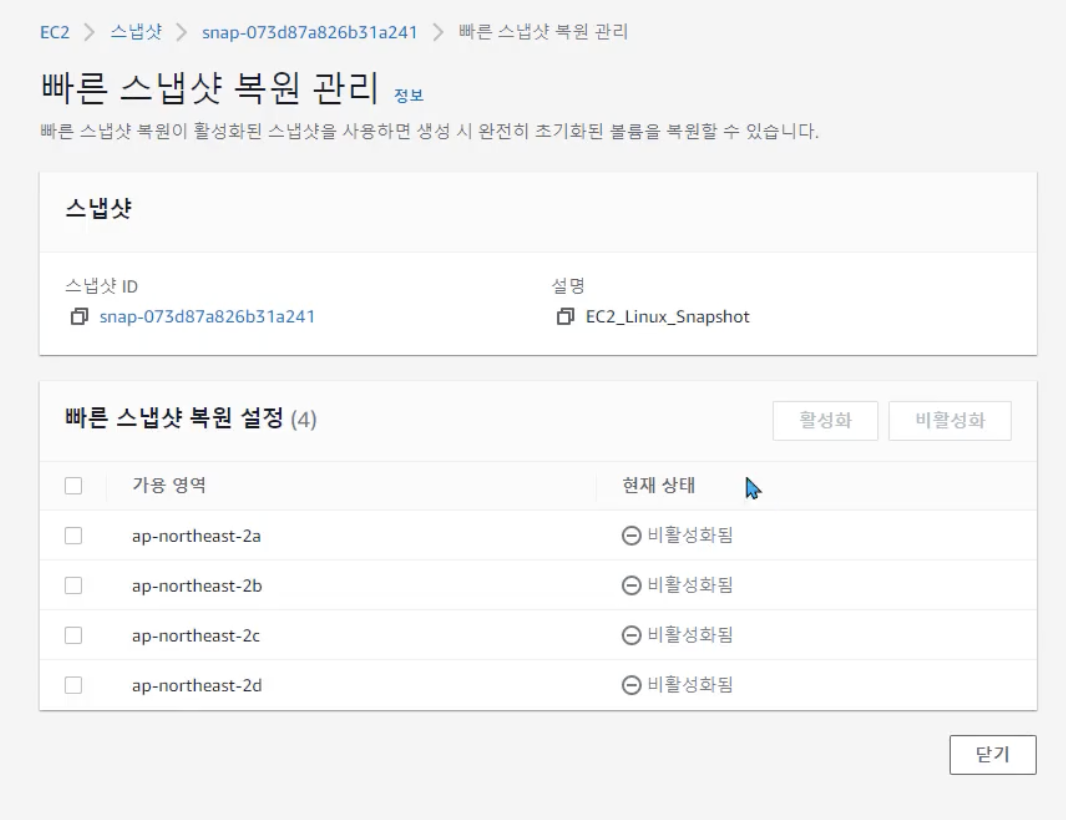 EC2 > 스냅샷 > snap-073d87a826b31a241 > 빠른 스냅샷 복원 관리
빠른 스냅샷 복원 관리 정보
빠른 스냅샷 복원이 활성화된 스냅샷을 사용하면 생성 시 완전히 초기화된 볼륨을 복원할 수 있습니다.
스냅샷
스냅샷 ID 설명
snap-073d87a826b31a241 EC2_Linux_Snapshot
빠른 스냅샷 복원 설정 (4) 활성화 비활성화
가용 영역 현재 상태
ap-northeast-2a 비활성화됨
ap-northeast-2b 비활성화됨
ap-northeast-2c 비활성화됨
ap-northeast-2d 비활성화됨
닫기